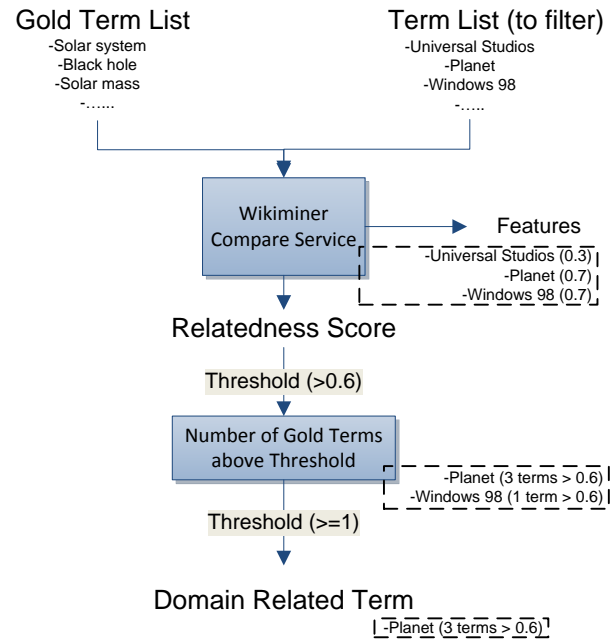 Gold Term List
-Solar system
-Black hole
-Solar mass
-…...
Term List (to filter)
-Universal Studios
-Planet
-Windows 98
-…..
Wikiminer
Compare Service
Features
-Universal Studios (0.3)
-Planet (0.7)
-Windows 98 (0.7)
Relatedness Score
Threshold (>0.6)
Number of Gold Terms
above Threshold
-Planet (3 terms > 0.6)
-Windows 98 (1 term > 0.6)
Threshold (>=1)
Domain Related Term
-Planet (3 terms > 0.6)